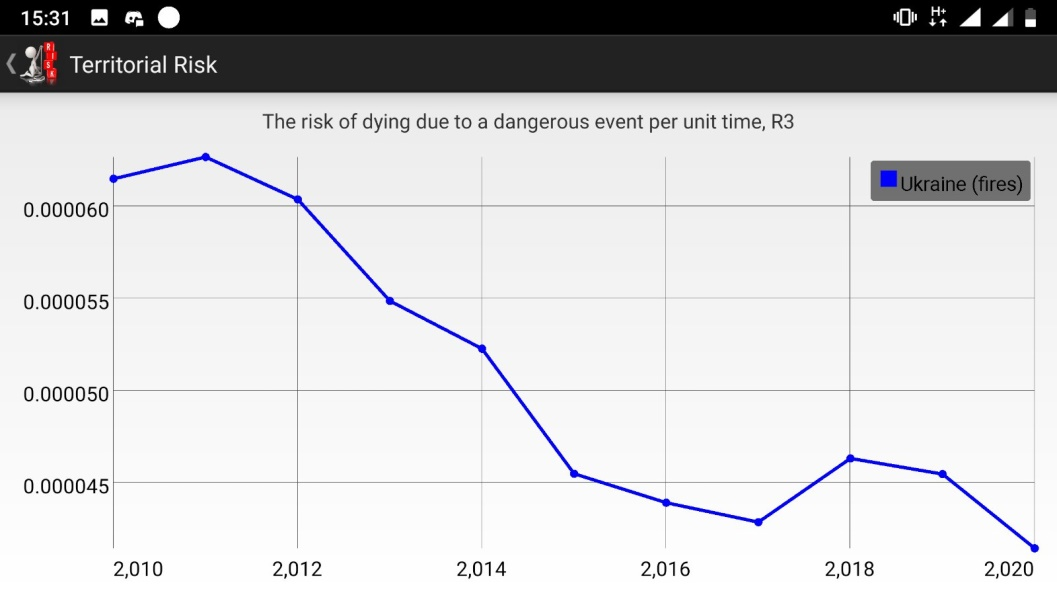 15:31
H+
RISK
Territorial Risk
The risk of dying due to a dangerous event per unit time, R3
Ukraine (fires)
0.000060
0.000055
0.000050
0.000045
2,010 2,012 2,014 2,016 2,018 2,020